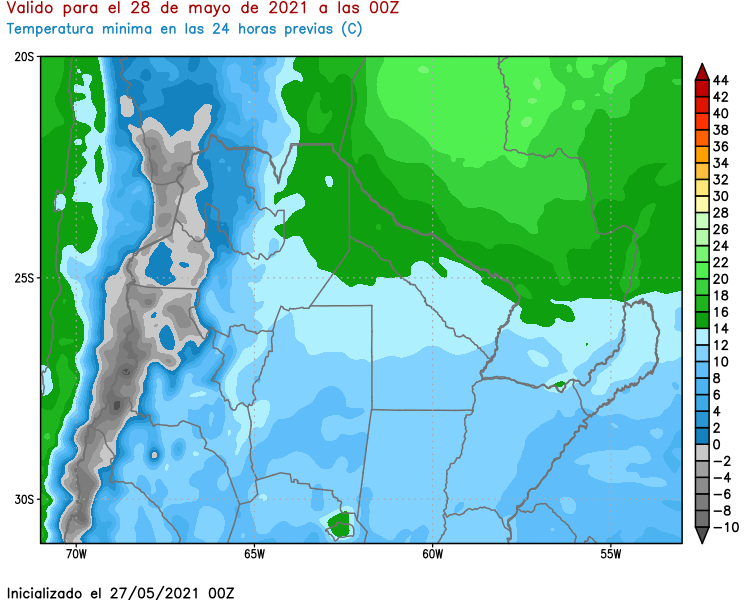 Valido para el 28 de mayo de 2021 a las 00Z
Temperatura minima en las 24 horas previas (C)
20S
25S
30S
70W
65W
60W
55W
44
42
40
38
36
34
32
30
28
26
24
22
20
18
16
14
12
10
8
6
4
2
0
−2
−4
−6
−8
−10
Inicializado el 27/05/2021 00Z